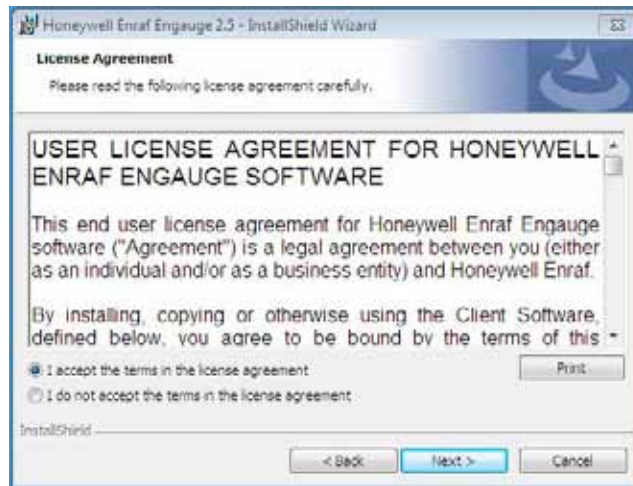 Honeywell Enraf Engauge 2.5 - InstallShield Wizard
License Agreement
Please read the following license agreement carefully.
USER LICENSE AGREEMENT FOR HONEYWELL
ENRAF ENGAUGE SOFTWARE
This end user license agreement for Honeywell Enraf Engauge
software ("Agreement") is a legal agreement between you (either
as an individual and/or as a business entity) and Honeywell Enraf.
By installing, copying or otherwise using the Client Software,
defined below, you agree to be bound by the terms of this
I accept the terms in the license agreement
Print
I do not accept the terms in the license agreement
InstallShield
< Back
Next >
Cancel